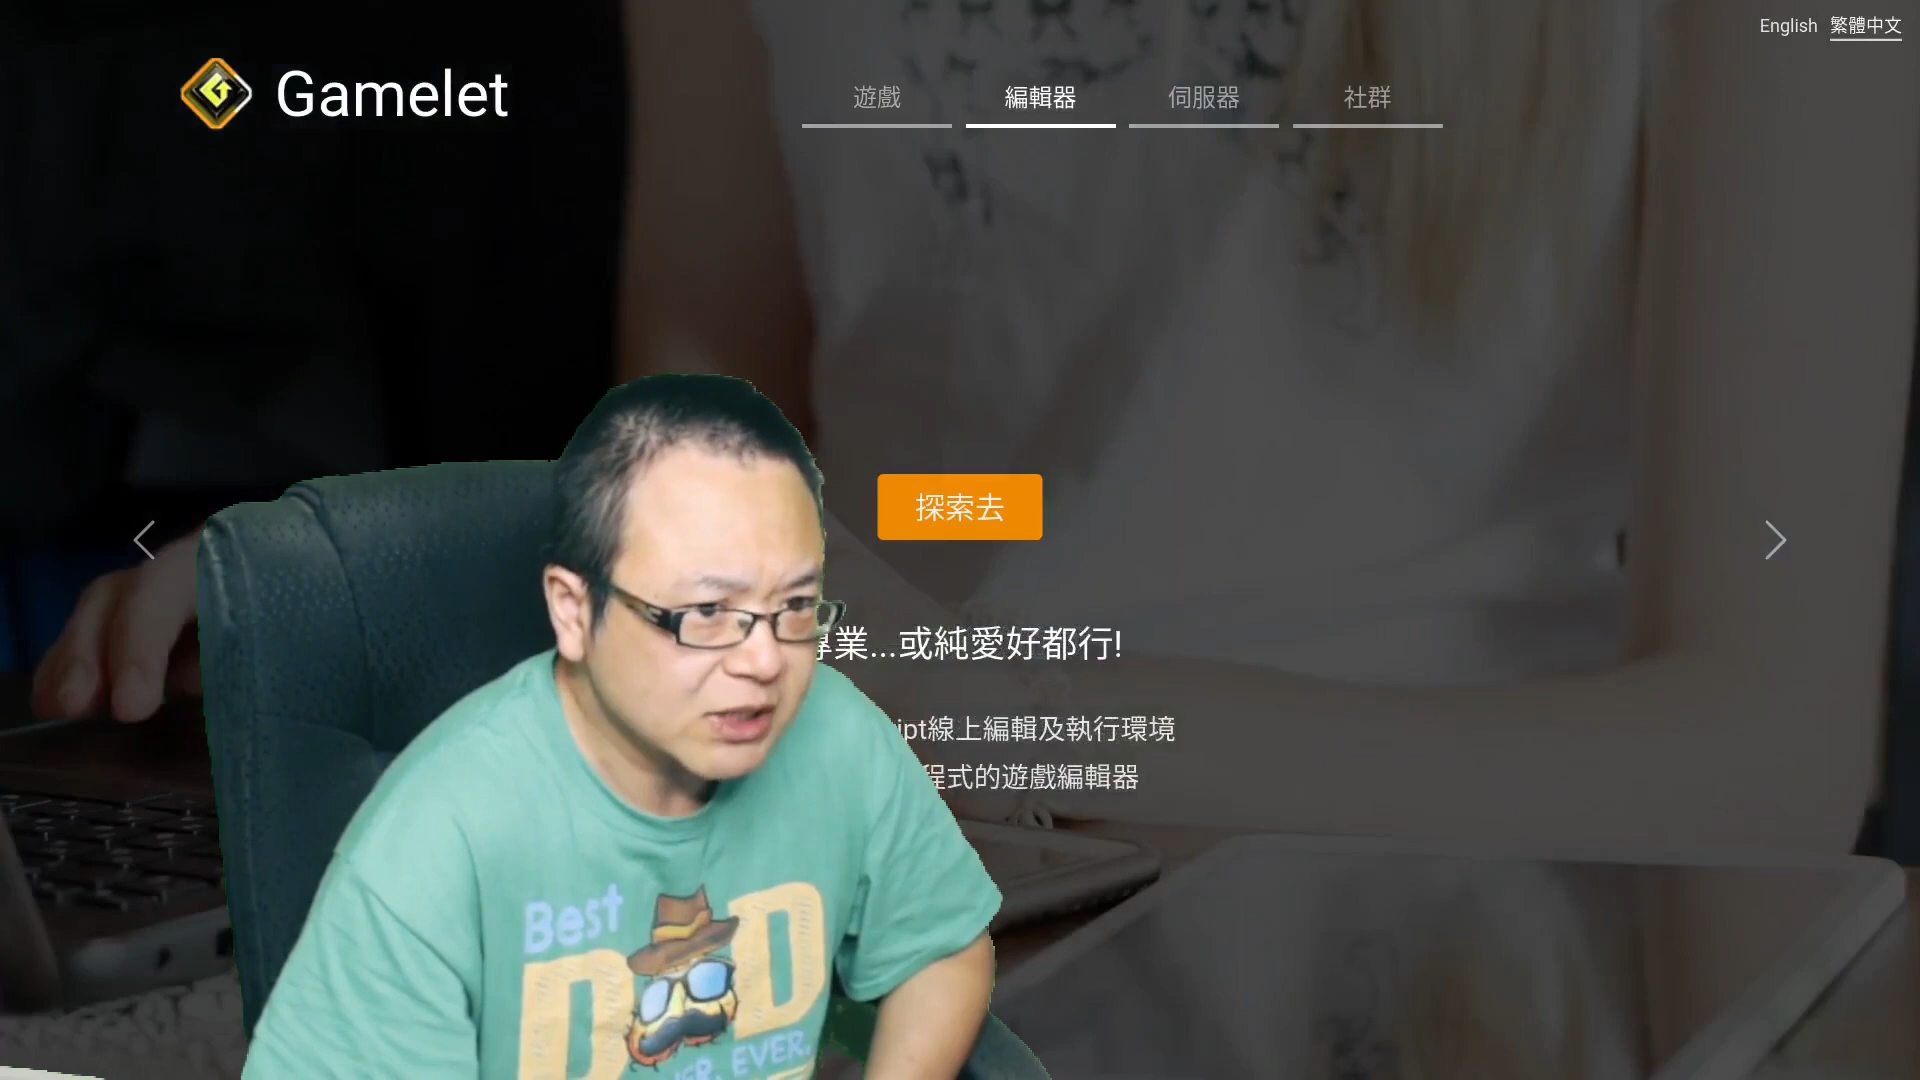 English 繁體中文
Gamelet
遊戲 編輯器 伺服器 社群
探索去
業...或純愛好都行!
ipt線上編輯及執行環境
程式的遊戲編輯器
Best
DAD
EVER.